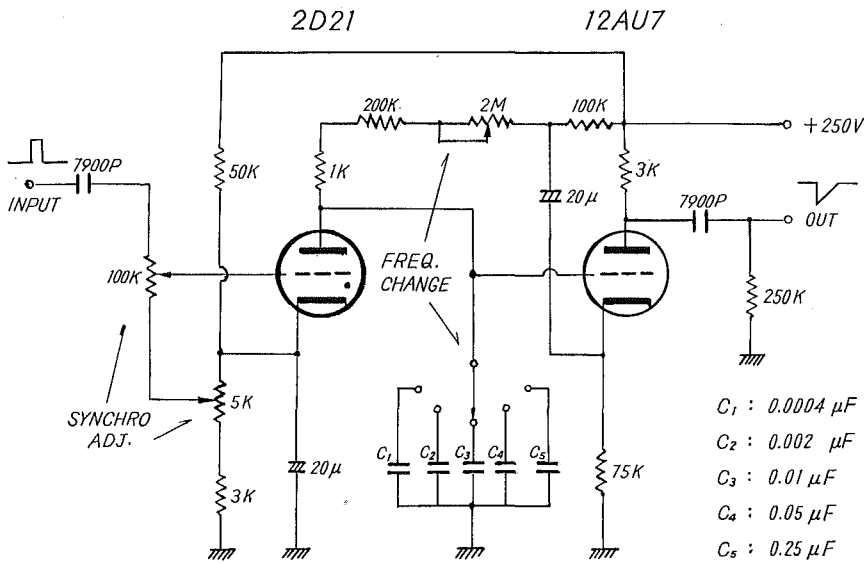 2D21
12AU7
200K
2M
100K
+250V
7900P
INPUT
50K
1K
20μ
3K
7900P
OUT
100K
FREQ.
CHANGE
250K
SYNCHRO
ADJ.
5K
3K
20μ
C1
C2
C3
C4
C5
75K
C1 : 0.0004 μF
C2 : 0.002 μF
C3 : 0.01 μF
C4 : 0.05 μF
C5 : 0.25 μF